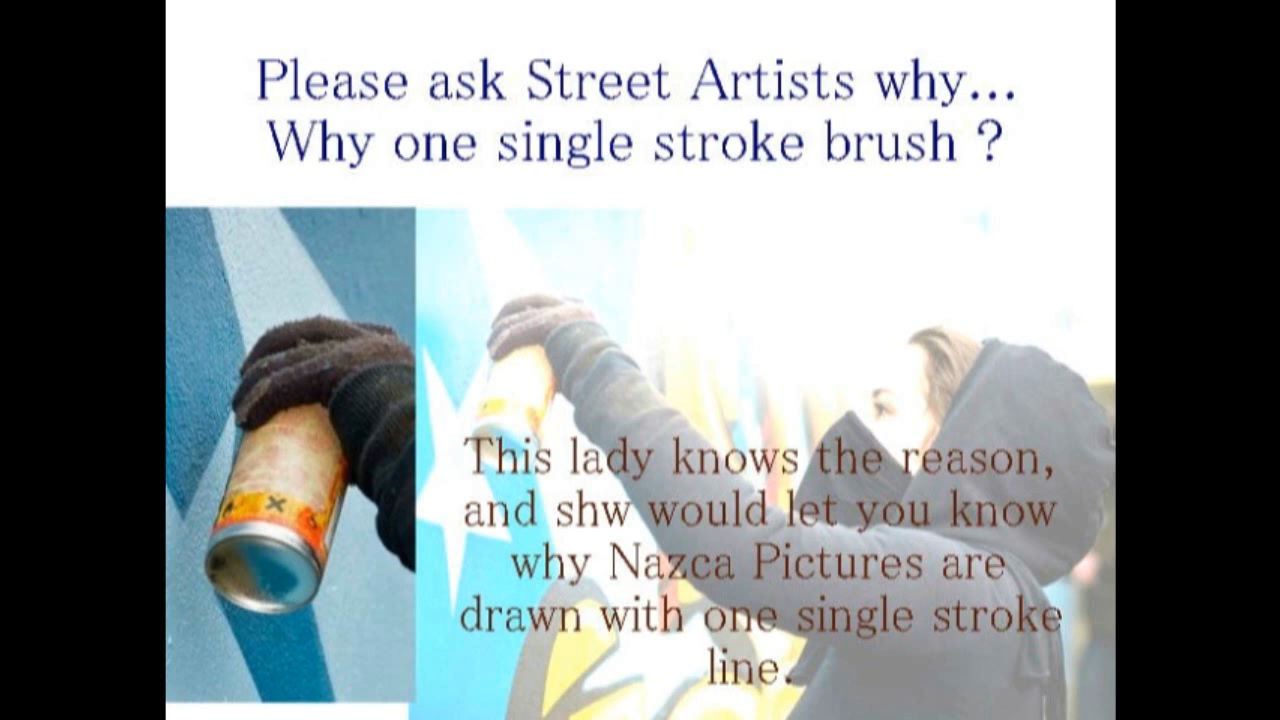 Please ask Street Artists why...
Why one single stroke brush ?
This lady knows the reason,
and shw would let you know
why Nazca Pictures are
drawn with one single stroke
line.